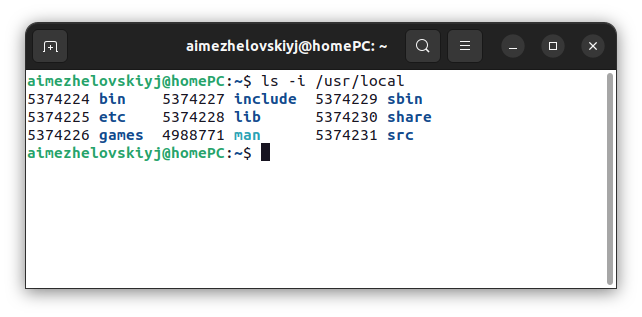 aimezhelovskiyj@homePC: ~
aimezhelovskiyj@homePC:~$ ls -i /usr/local
5374224 bin    5374227 include  5374229 sbin
5374225 etc    5374228 lib      5374230 share
5374226 games  4988771 man      5374231 src
aimezhelovskiyj@homePC:~$